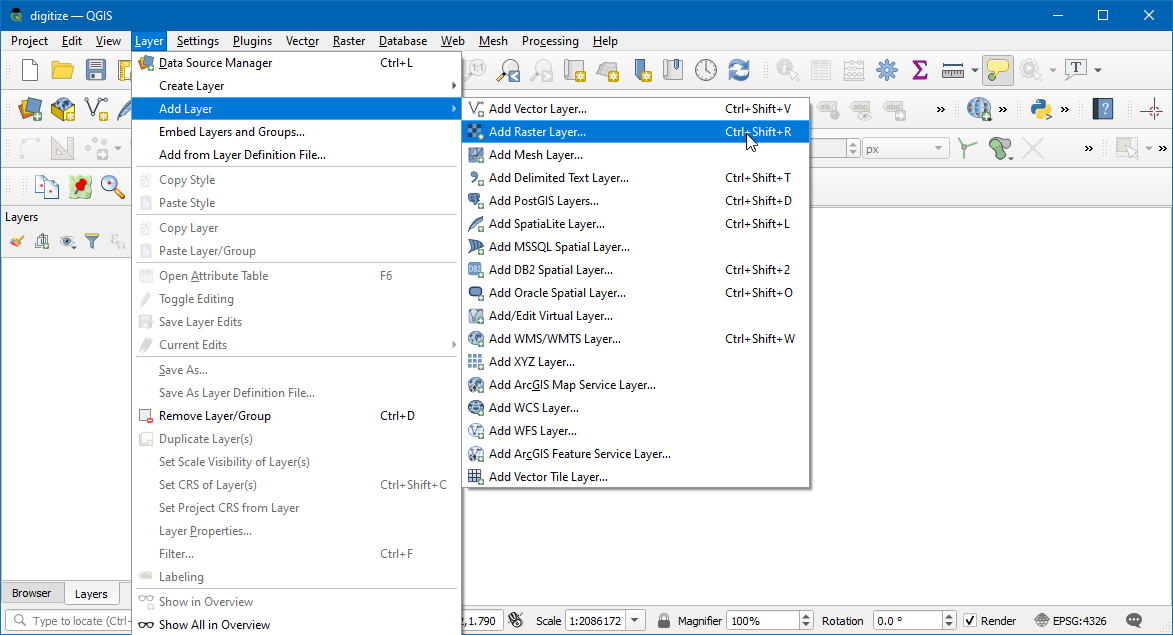 digitize — QGIS
Project Edit View Layer Settings Plugins Vector Raster Database Web Mesh Processing Help
Data Source Manager Ctrl+L
Create Layer
Add Layer
Embed Layers and Groups...
Add from Layer Definition File...
Copy Style
Paste Style
Copy Layer
Paste Layer/Group
Open Attribute Table F6
Toggle Editing
Save Layer Edits
Current Edits
Save As...
Save As Layer Definition File...
Remove Layer/Group Ctrl+D
Duplicate Layer(s)
Set Scale Visibility of Layer(s)
Set CRS of Layer(s) Ctrl+Shift+C
Set Project CRS from Layer
Layer Properties...
Filter... Ctrl+F
Labeling
Show in Overview
Show All in Overview
Add Vector Layer... Ctrl+Shift+V
Add Raster Layer... Ctrl+Shift+R
Add Mesh Layer...
Add Delimited Text Layer... Ctrl+Shift+T
Add PostGIS Layers... Ctrl+Shift+D
Add SpatiaLite Layer... Ctrl+Shift+L
Add MSSQL Spatial Layer...
Add DB2 Spatial Layer... Ctrl+Shift+2
Add Oracle Spatial Layer... Ctrl+Shift+O
Add/Edit Virtual Layer...
Add WMS/WMTS Layer... Ctrl+Shift+W
Add XYZ Layer...
Add ArcGIS Map Service Layer...
Add WCS Layer...
Add WFS Layer...
Add ArcGIS Feature Service Layer...
Add Vector Tile Layer...
px
Layers
Browser Layers
Type to locate (Ctrl+
,1.790 Scale 1:2086172 Magnifier 100% Rotation 0.0 ° Render EPSG:4326